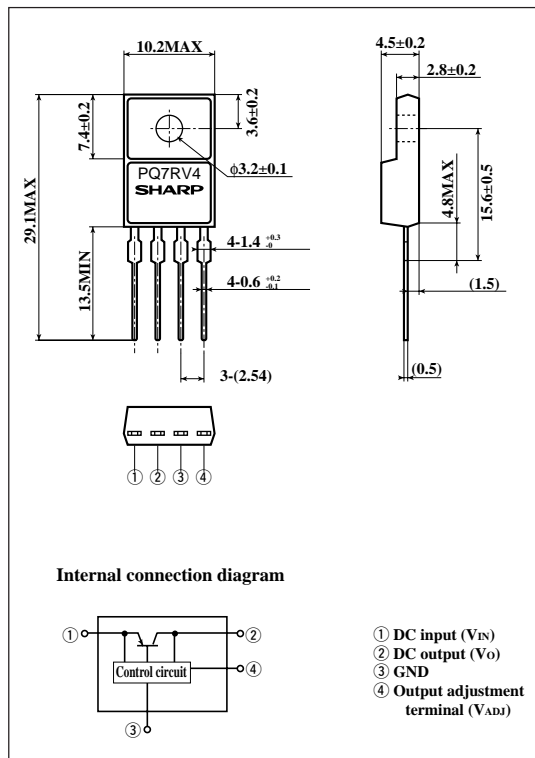 10.2MAX
4.5±0.2
2.8±0.2
7.4±0.2
3.6±0.2
φ3.2±0.1
PQ7RV4
SHARP
29.1MAX
13.5MIN
4-1.4 +0.3 -0
4-0.6 +0.2 -0.1
3-(2.54)
4.8MAX
15.6±0.5
(1.5)
(0.5)
① ② ③ ④
Internal connection diagram
①
②
Control circuit
④
③
① DC input (VIN)
② DC output (VO)
③ GND
④ Output adjustment
terminal (VADJ)